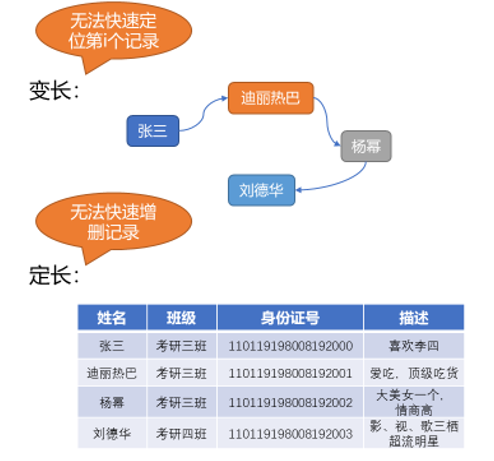 无法快速定
位第i个记录
变长：
迪丽热巴
张三
杨幂
刘德华
无法快速增
删记录
定长：
姓名 班级 身份证号 描述
张三 考研三班 110119198008192000 喜欢李四
迪丽热巴 考研三班 110119198008192001 爱吃，顶级吃货
杨幂 考研三班 110119198008192002 大美女一个，
情商高
刘德华 考研四班 110119198008192003 影、视、歌三栖
超流明星